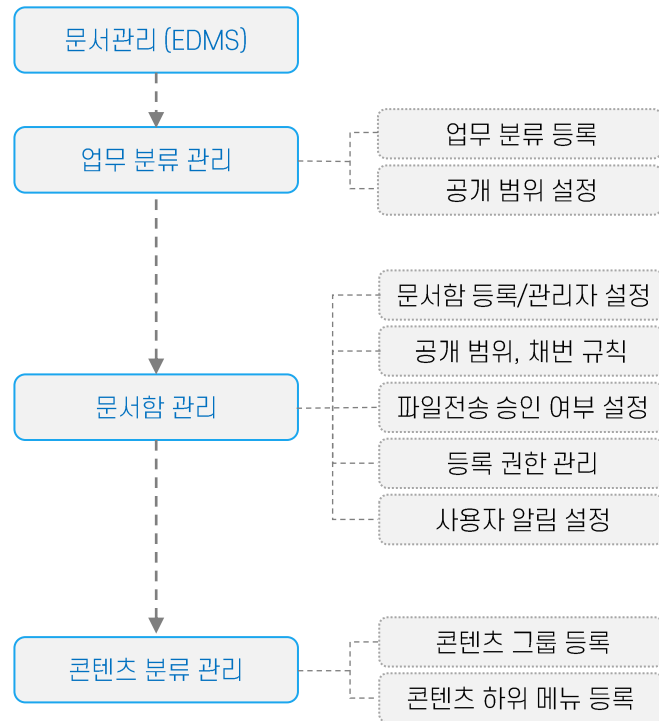 문서관리 (EDMS)
업무 분류 관리
업무 분류 등록
공개 범위 설정
문서함 관리
문서함 등록/관리자 설정
공개 범위, 채번 규칙
파일전송 승인 여부 설정
등록 권한 관리
사용자 알림 설정
콘텐츠 분류 관리
콘텐츠 그룹 등록
콘텐츠 하위 메뉴 등록